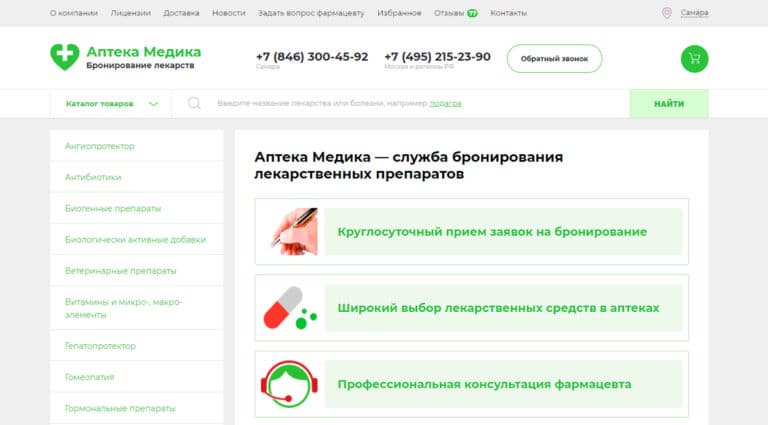 О компании Лицензии Доставка Новости Задать вопрос фармацевту Избранное Отзывы 77 Контакты Самара
Аптека Медика
Бронирование лекарств
+7 (846) 300-45-92
Самара
+7 (495) 215-23-90
Москва и регионы РФ
Обратный звонок
Каталог товаров
Введите название лекарства или болезни, например подагра
НАЙТИ
Ангиопротектор
Антибиотики
Биогенные препараты
Биологически активные добавки
Ветеринарные препараты
Витамины и микро-, макро-
элементы
Гепатопротектор
Гомеопатия
Гормональные препараты
Аптека Медика — служба бронирования
лекарственных препаратов
Круглосуточный прием заявок на бронирование
Широкий выбор лекарственных средств в аптеках
Профессиональная консультация фармацевта